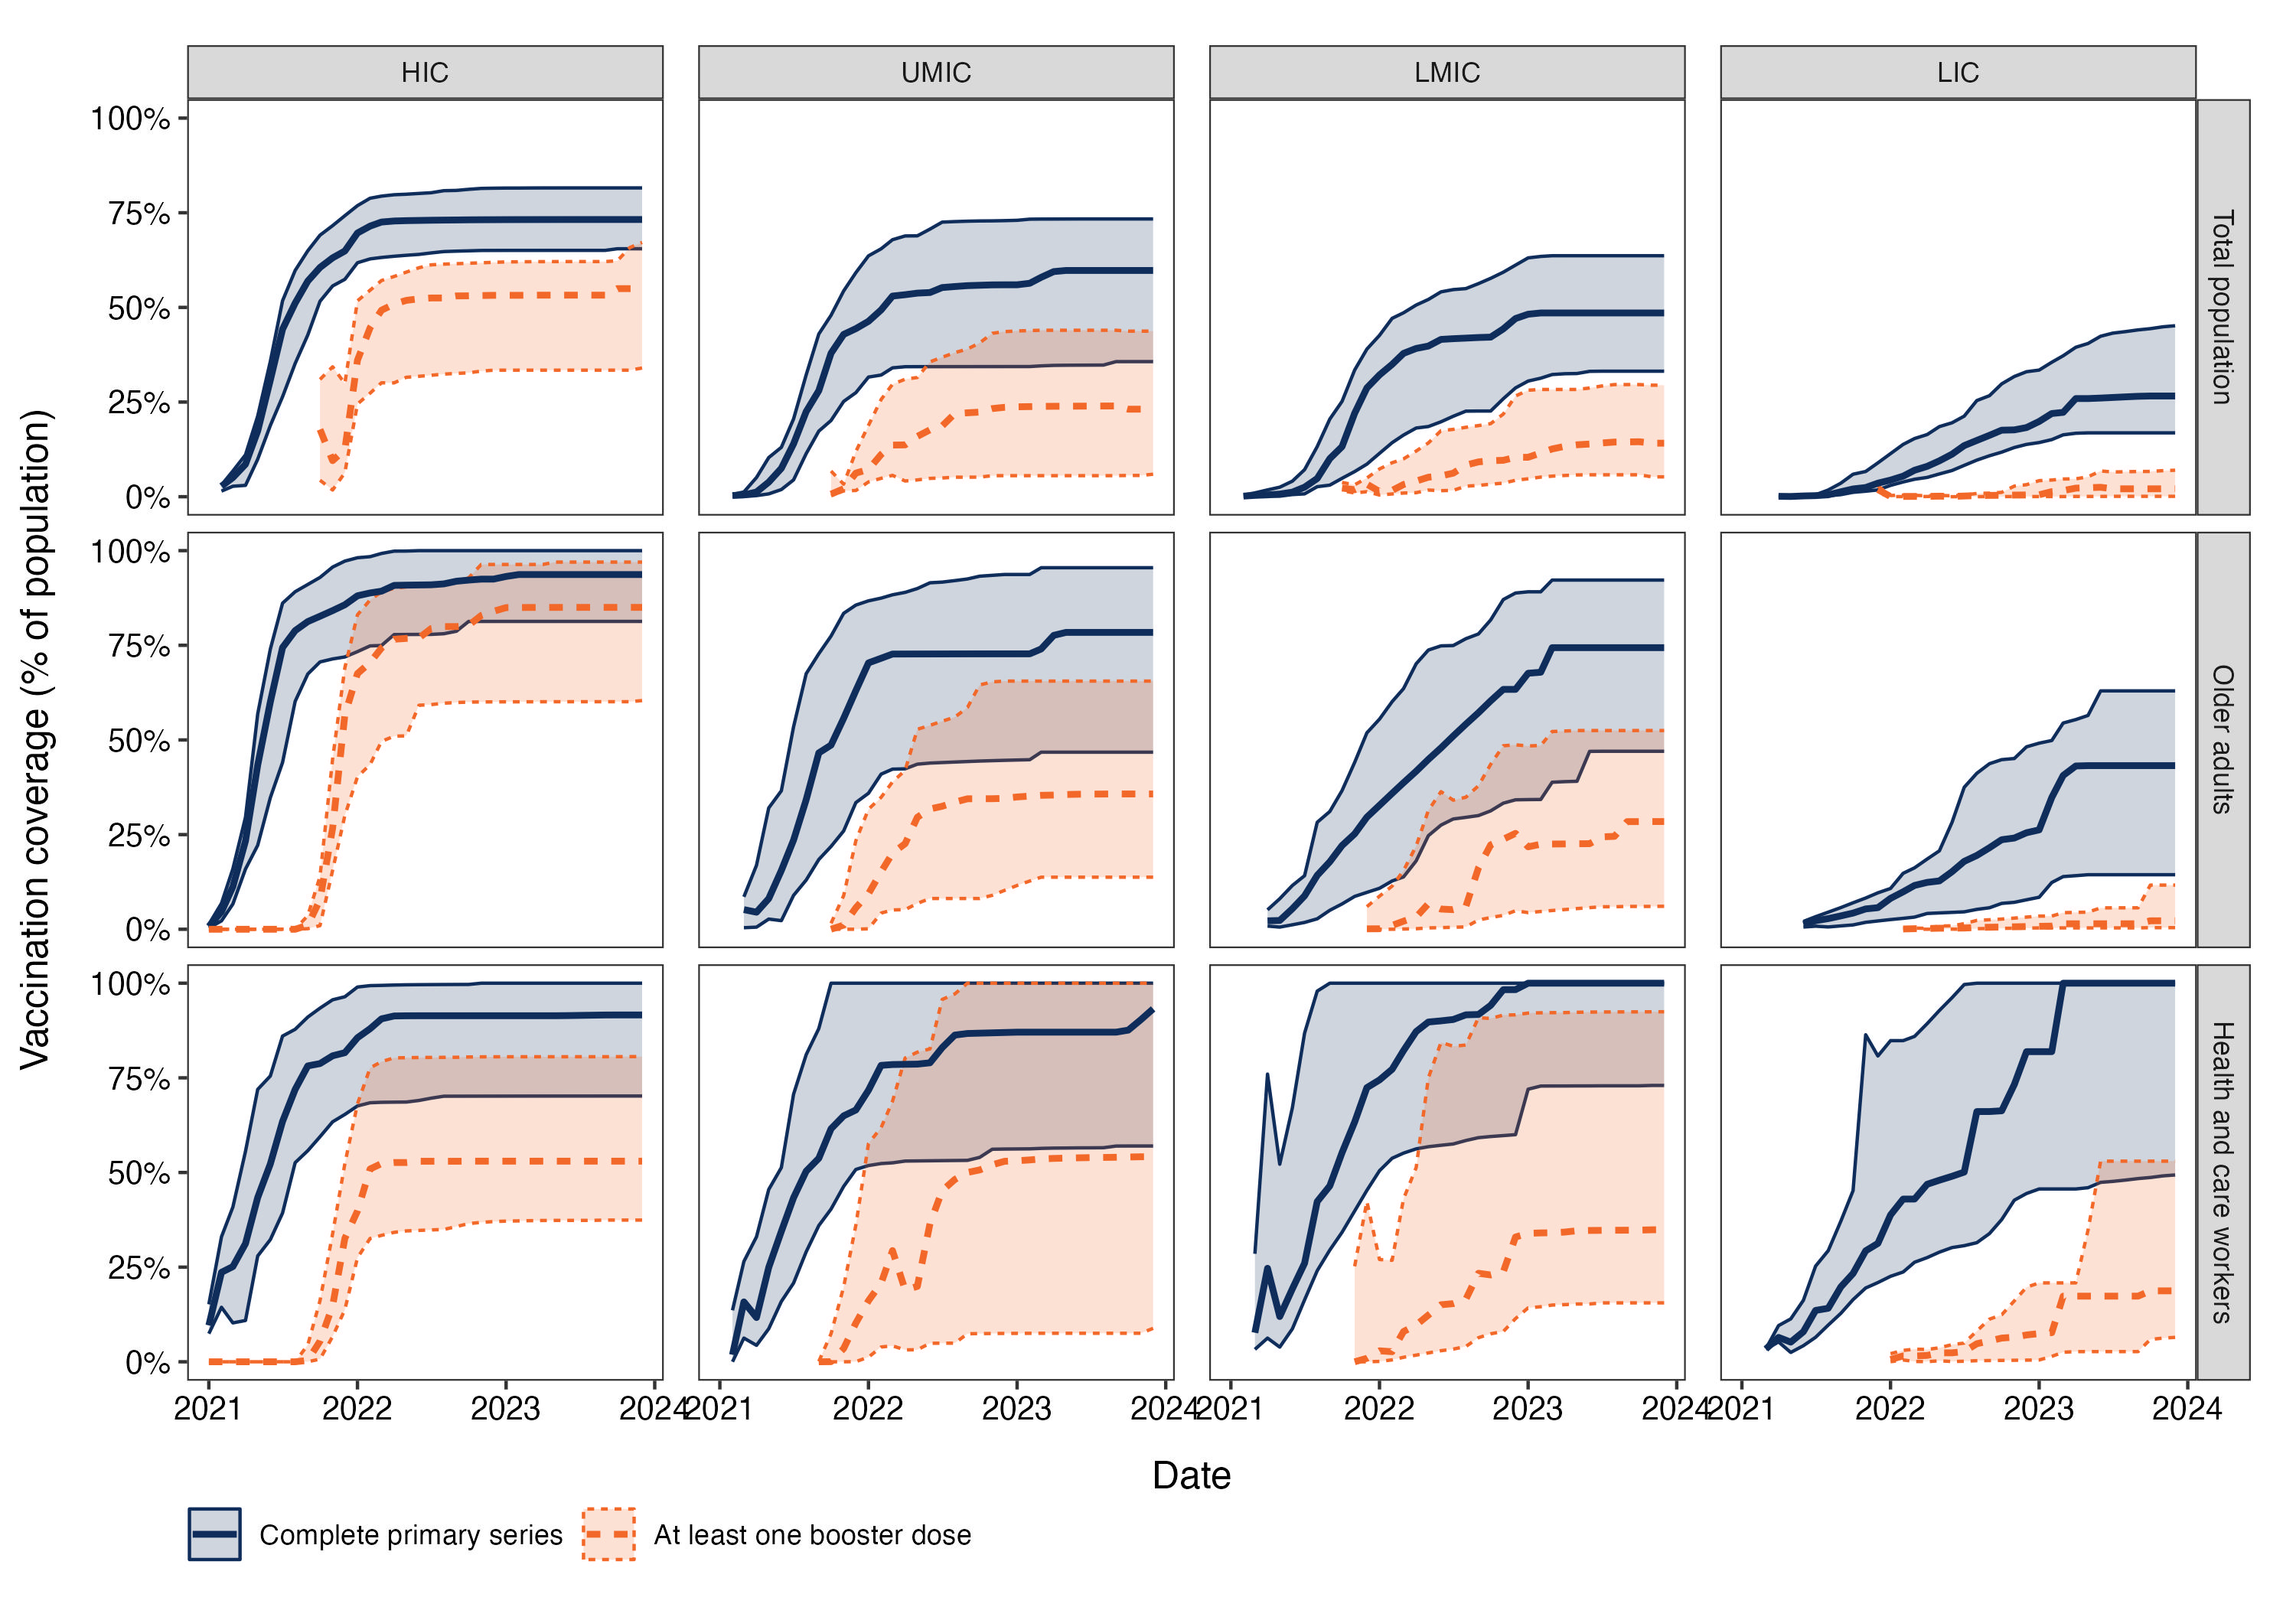 HIC UMIC LMIC LIC
100%
75%
50%
25%
0%
Total population
100%
75%
50%
25%
0%
Older adults
100%
75%
50%
25%
0%
Health and care workers
Vaccination coverage (% of population)
2021 2022 2023 2024 2021 2022 2023 2024 2021 2022 2023 2024 2021 2022 2023 2024
Date
Complete primary series At least one booster dose